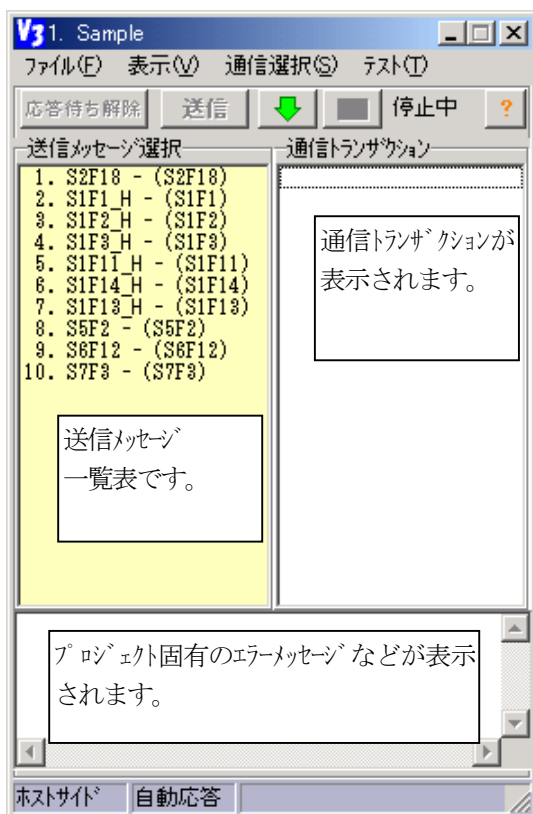 V3 1. Sample
ファイル(F) 表示(V) 通信選択(S) テスト(T)
応答待ち解除 送信 停止中 ?
送信メッセージ選択
1. S2F18 - (S2F18)
2. S1F1_H - (S1F1)
3. S1F2_H - (S1F2)
4. S1F3_H - (S1F3)
5. S1F11_H - (S1F11)
6. S1F14_H - (S1F14)
7. S1F13_H - (S1F13)
8. S5F2 - (S5F2)
9. S6F12 - (S6F12)
10. S7F3 - (S7F3)
送信メッセージ
一覧表です。
通信トランザクション
通信トランザクションが
表示されます。
プロジェクト固有のエラーメッセージなどが表示
されます。
ホストサイド 自動応答